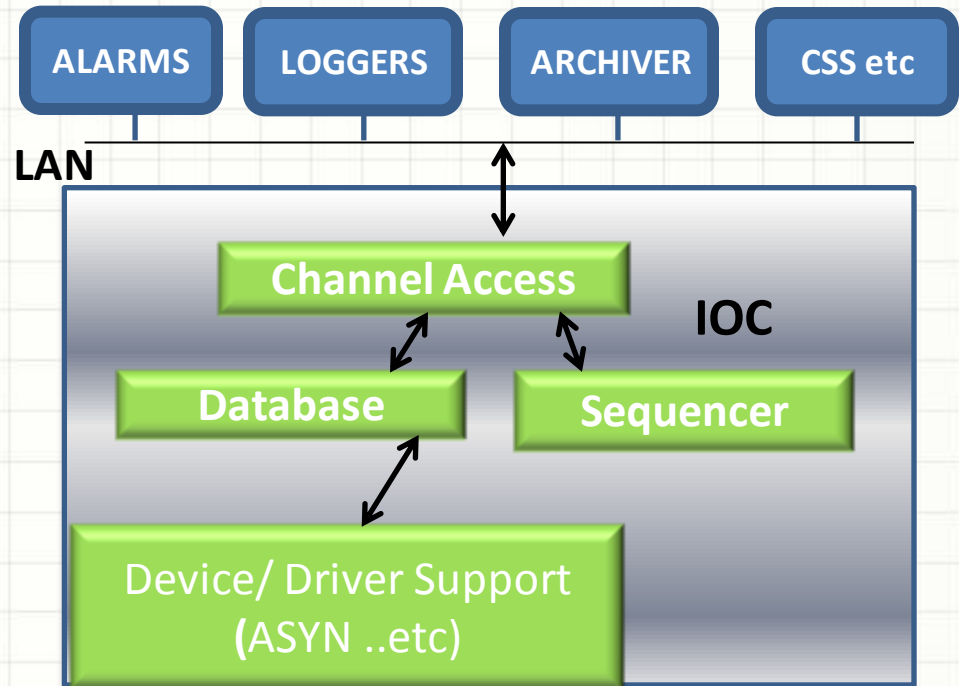 ALARMS
LOGGERS
ARCHIVER
CSS etc
LAN
Channel Access
IOC
Database
Sequencer
Device/ Driver Support
(ASYN ..etc)